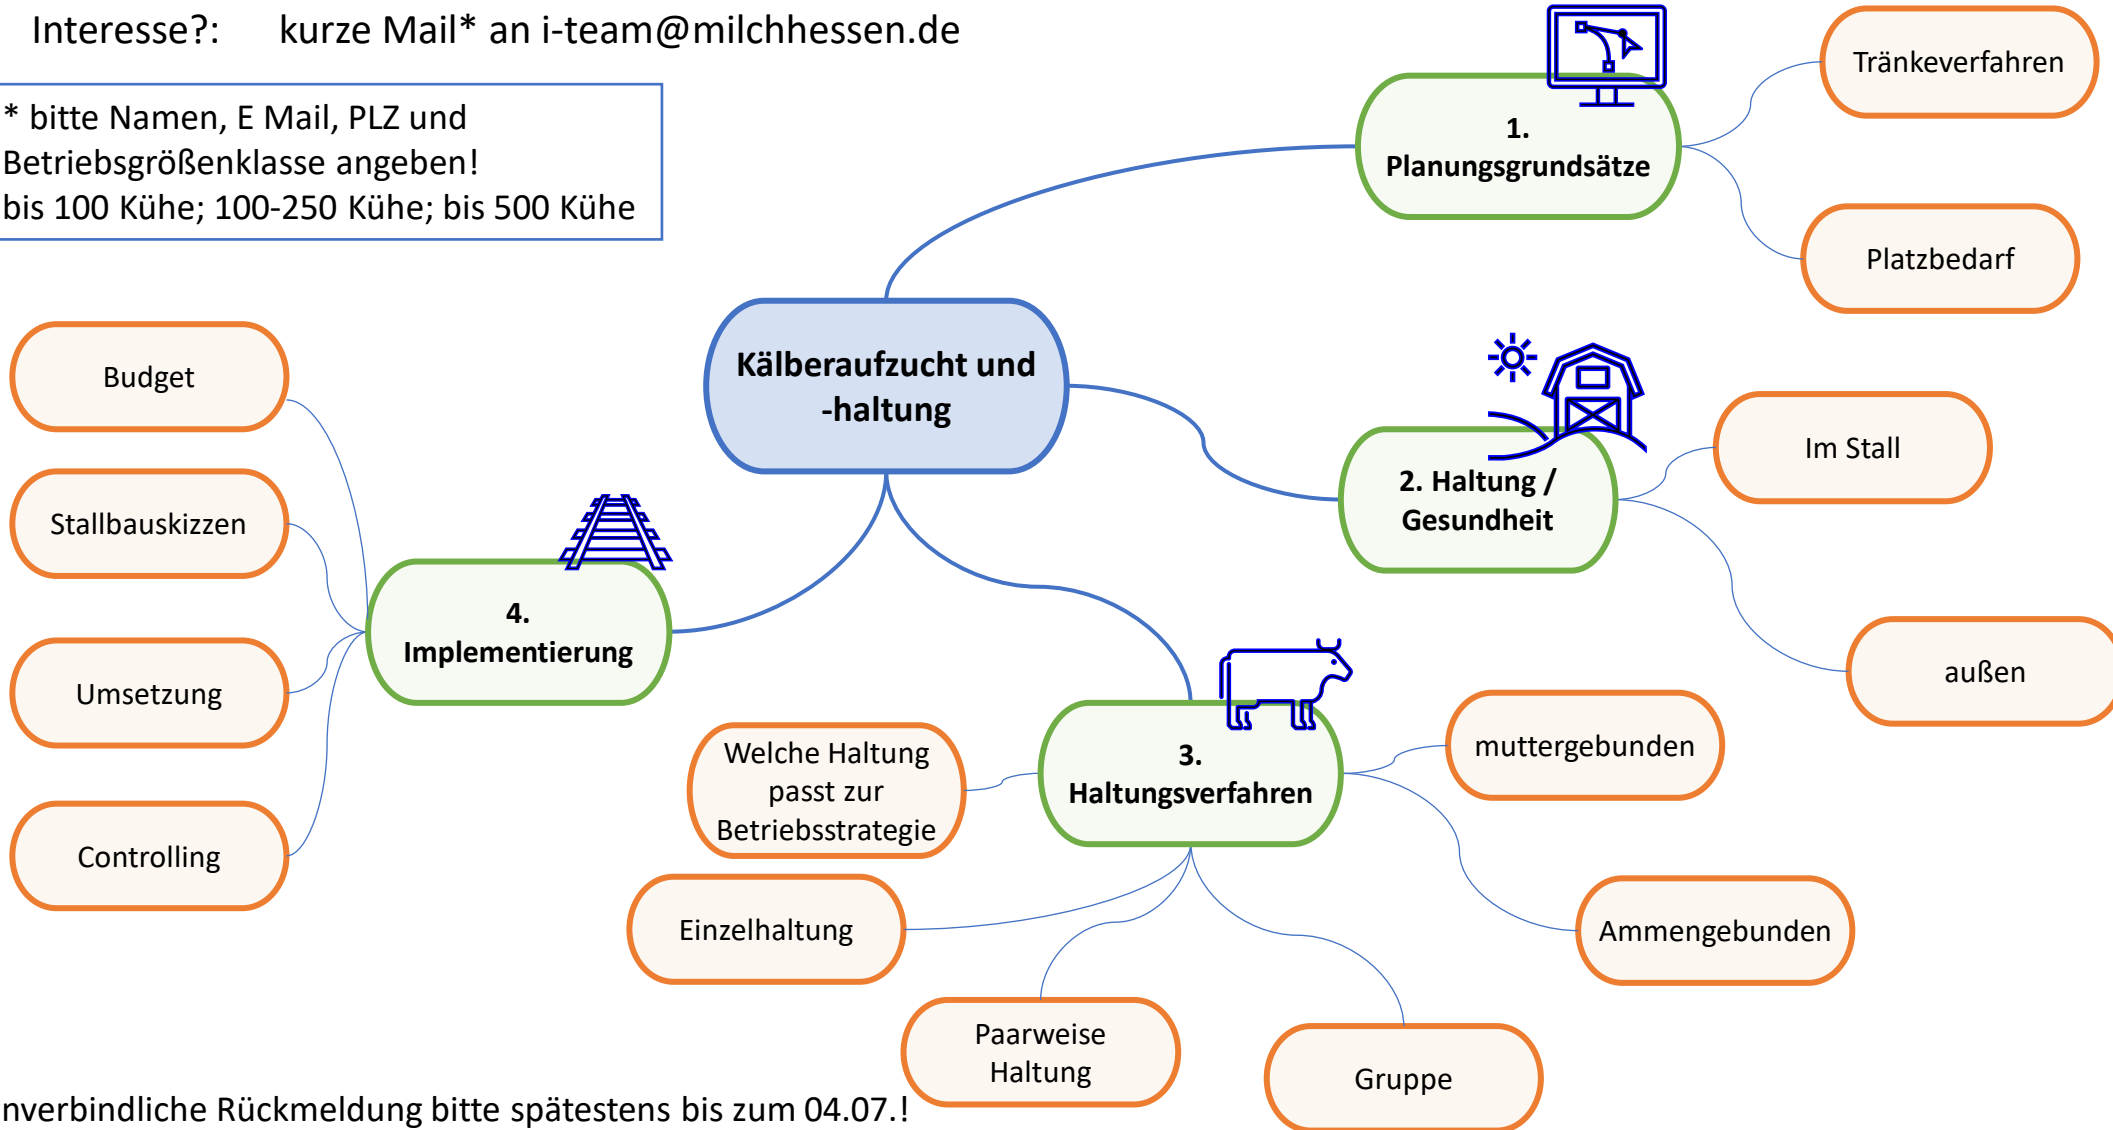 Interesse?: kurze Mail* an i-team@milchhessen.de
* bitte Namen, E Mail, PLZ und
Betriebsgrößenklasse angeben!
bis 100 Kühe; 100-250 Kühe; bis 500 Kühe
1.
Planungsgrundsätze
Tränkeverfahren
Platzbedarf
Kälberaufzucht und
-haltung
2. Haltung /
Gesundheit
Im Stall
außen
3.
Haltungsverfahren
muttergebunden
Ammengebunden
Gruppe
Paarweise
Haltung
Einzelhaltung
Welche Haltung
passt zur
Betriebsstrategie
4.
Implementierung
Budget
Stallbauskizzen
Umsetzung
Controlling
nverbindliche Rückmeldung bitte spätestens bis zum 04.07.!